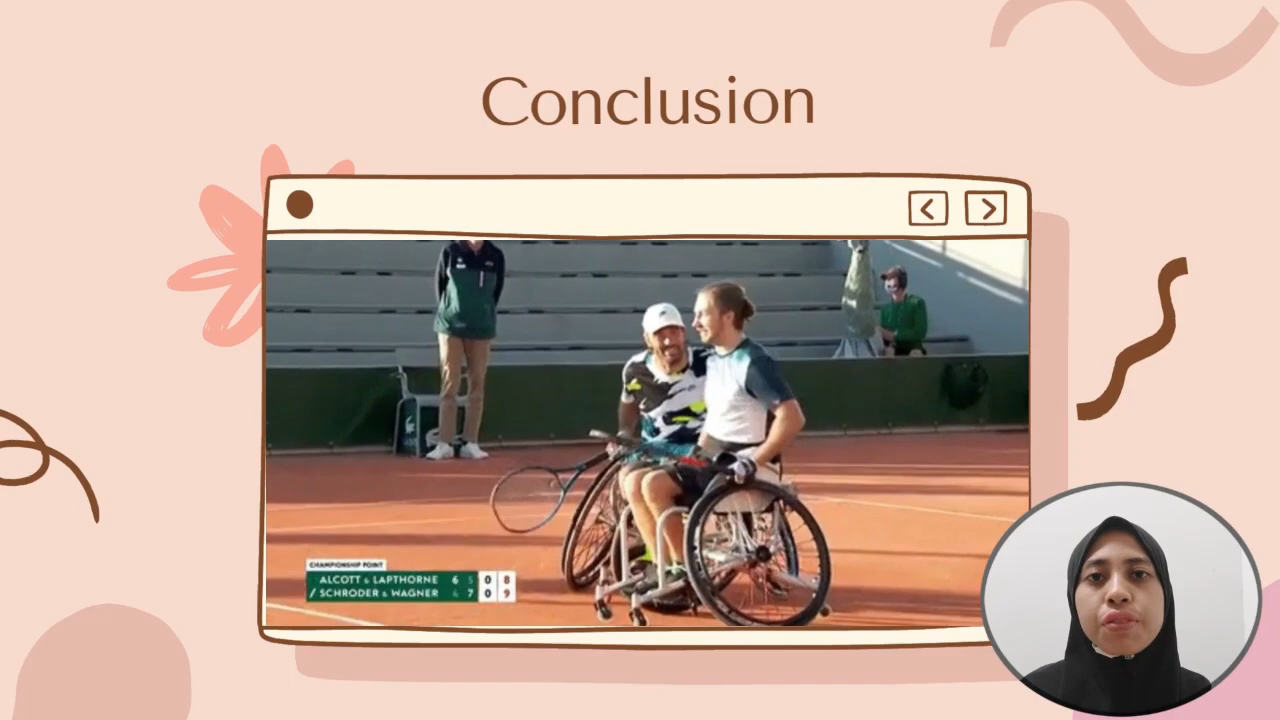 Conclusion
CHAMPIONSHIP POINT
ALCOTT & LAPTHORNE 6 5 0 8
/ SCHRODER & WAGNER 4 7 0 9